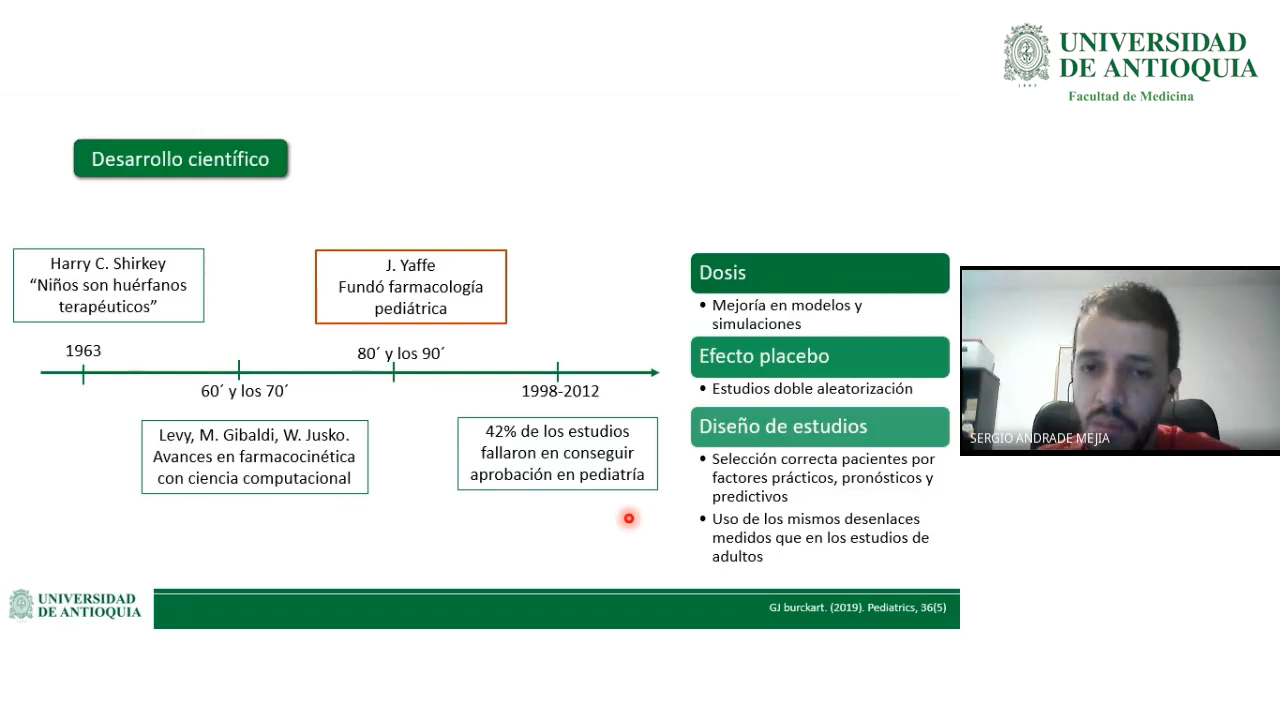 UNIVERSIDAD
DE ANTIOQUIA
Facultad de Medicina
1803
Desarrollo científico
Harry C. Shirkey
“Niños son huérfanos
terapéuticos”
J. Yaffe
Fundó farmacología
pediátrica
1963
80´ y los 90´
60´ y los 70´
1998-2012
Levy, M. Gibaldi, W. Jusko.
Avances en farmacocinética
con ciencia computacional
42% de los estudios
fallaron en conseguir
aprobación en pediatría
Dosis
• Mejoría en modelos y
simulaciones
Efecto placebo
• Estudios doble aleatorización
Diseño de estudios
• Selección correcta pacientes por
factores prácticos, pronósticos y
predictivos
• Uso de los mismos desenlaces
medidos que en los estudios de
adultos
SERGIO ANDRADE MEJIA
UNIVERSIDAD
DE ANTIOQUIA
GJ burckart. (2019). Pediatrics, 36(5)